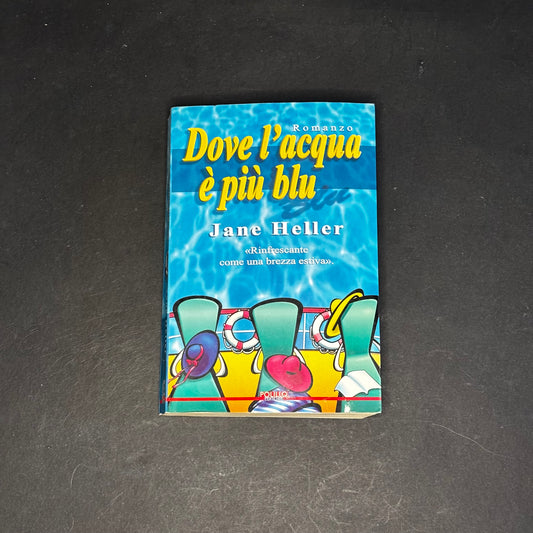 Romanzo
Dove l'acqua
è più blu
Jane Heller
«Rinfrescante
come una brezza estiva».